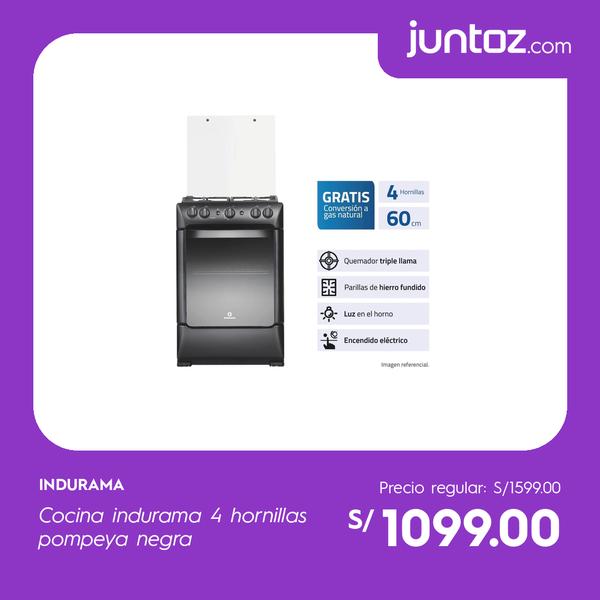 juntoz.com
GRATIS
Conversión a
gas natural
4 Hornillas
60 cm
Quemador triple llama
Parillas de hierro fundido
Luz en el horno
Encendido eléctrico
Imagen referencial.
INDURAMA
Cocina indurama 4 hornillas
pompeya negra
Precio regular: S/1599.00
S/ 1099.00